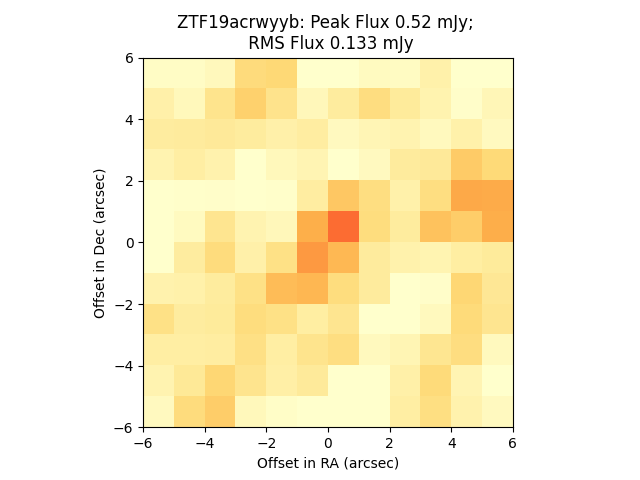 ZTF19acrwyyb: Peak Flux 0.52 mJy;
RMS Flux 0.133 mJy
6
4
2
0
−2
−4
−6
Offset in Dec (arcsec)
−6 −4 −2 0 2 4 6
Offset in RA (arcsec)